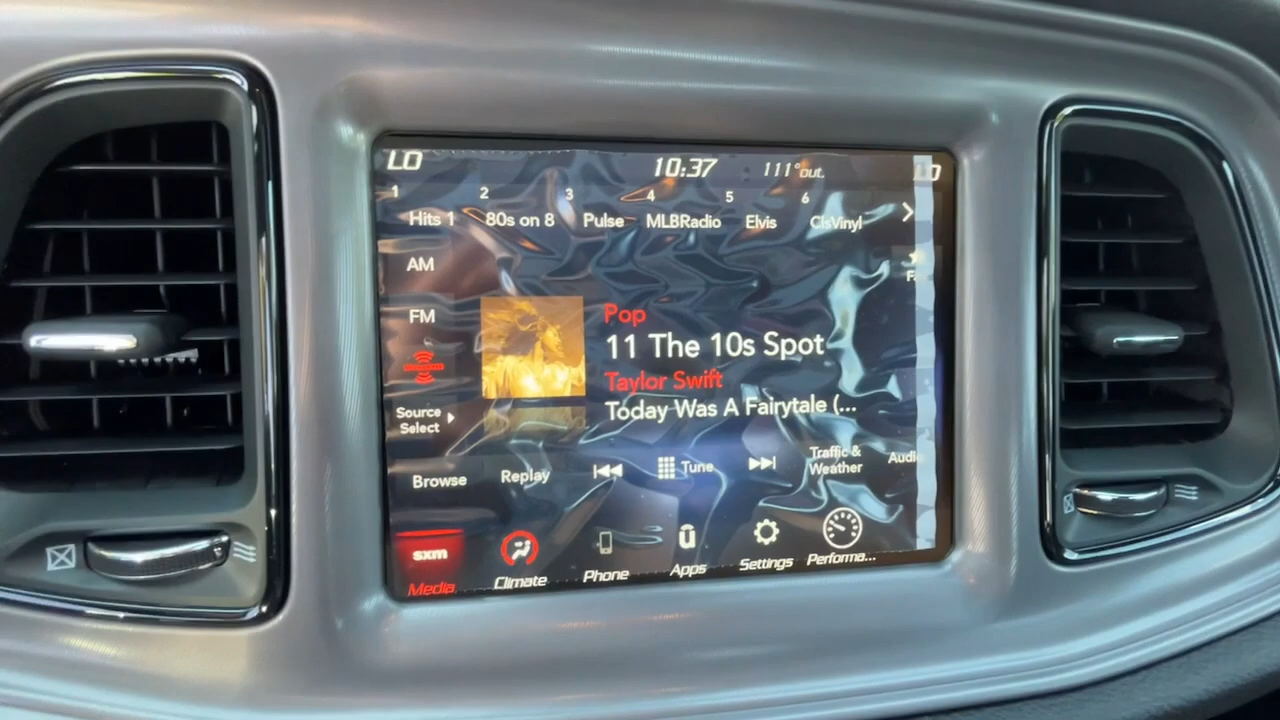 LO 10:37 111°out. LO
1 2 3 4 5 6
Hits 1 80s on 8 Pulse MLBRadio Elvis ClsVinyl
AM
FM
Pop
11 The 10s Spot
Taylor Swift
Today Was A Fairytale (...
Source
Select
Browse Replay Tune Traffic &
Weather
sxm
Media Climate Phone Apps Settings Performa...